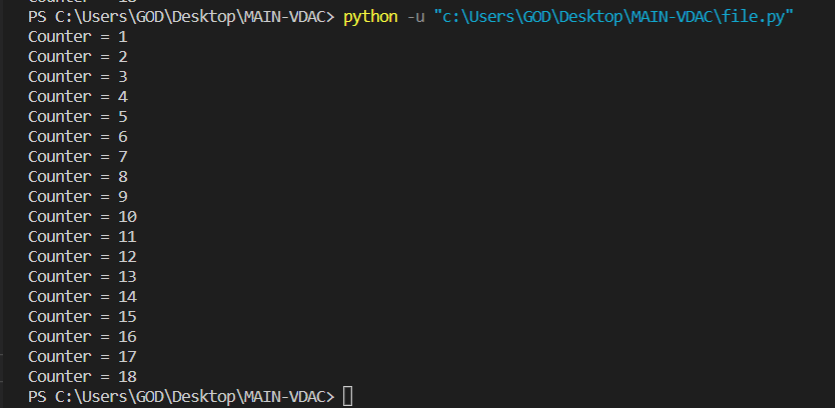 PS C:\Users\GOD\Desktop\MAIN-VDAC> python -u "c:\Users\GOD\Desktop\MAIN-VDAC\file.py"
Counter = 1
Counter = 2
Counter = 3
Counter = 4
Counter = 5
Counter = 6
Counter = 7
Counter = 8
Counter = 9
Counter = 10
Counter = 11
Counter = 12
Counter = 13
Counter = 14
Counter = 15
Counter = 16
Counter = 17
Counter = 18
PS C:\Users\GOD\Desktop\MAIN-VDAC>